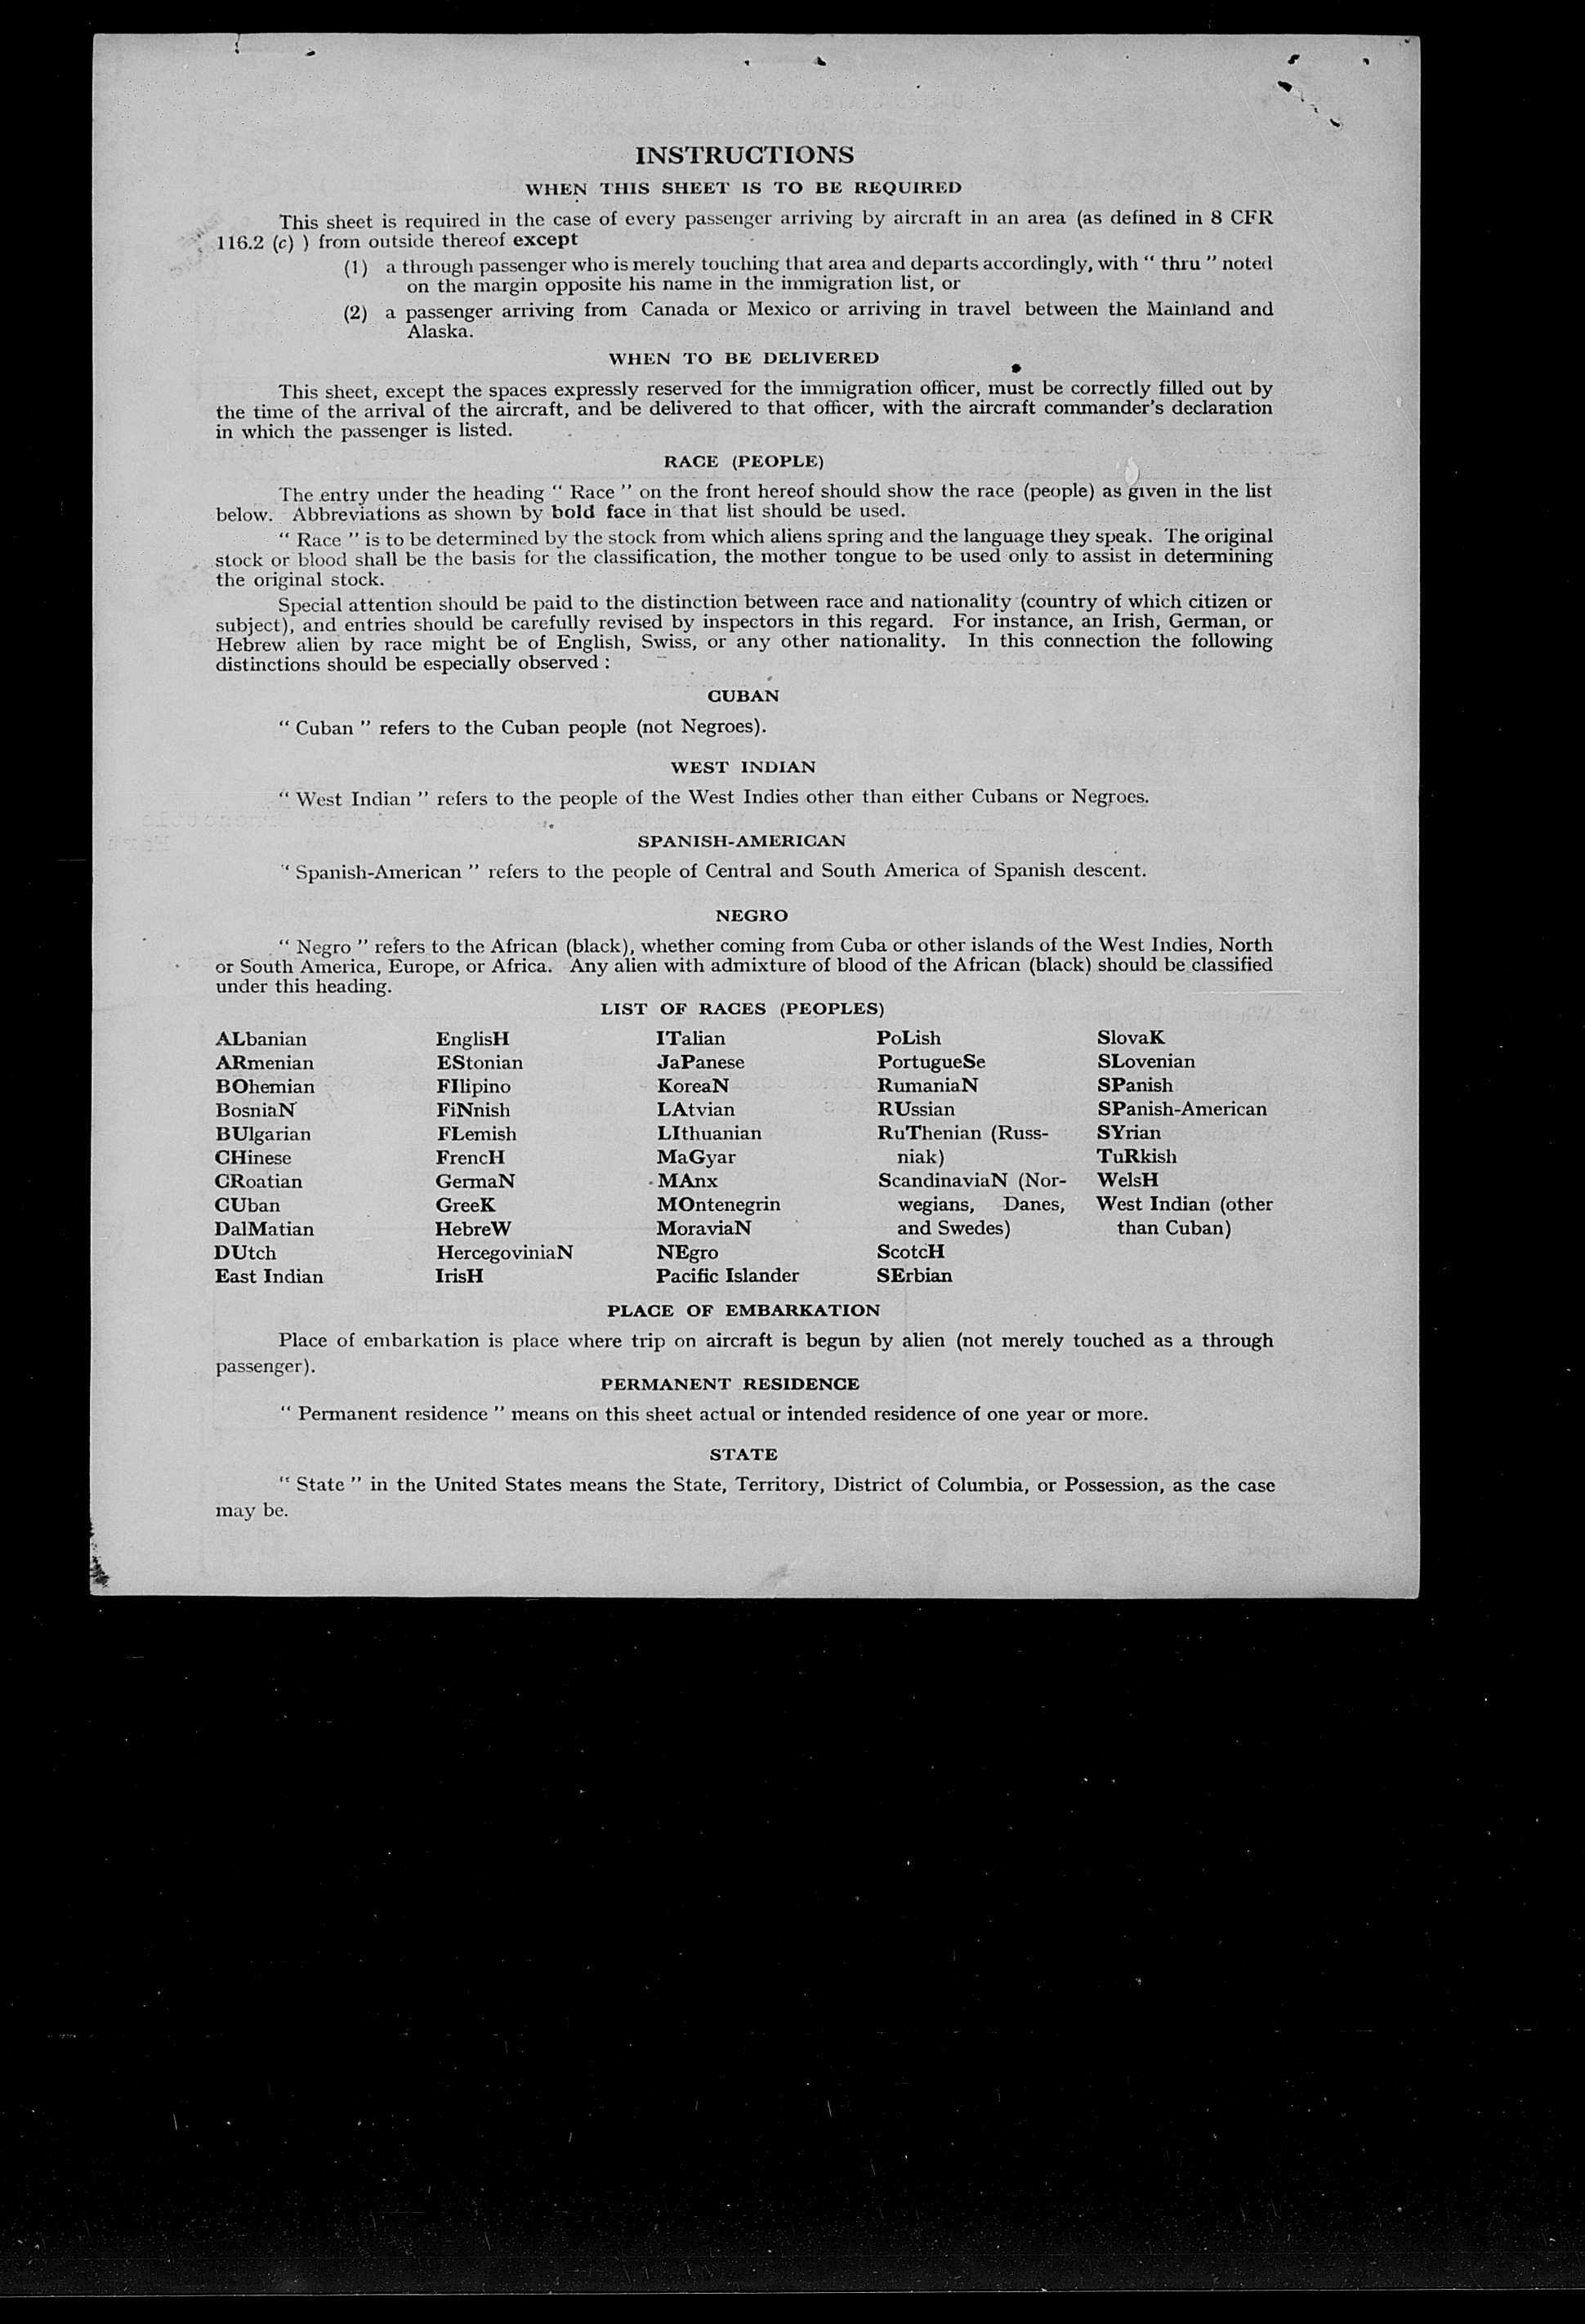 INSTRUCTIONS
WHEN THIS SHEET IS TO BE REQUIRED
This sheet is required in the case of every passenger arriving by aircraft in an area (as defined in 8 CFR
116.2 (c) ) from outside thereof except
(1) a through passenger who is merely touching that area and departs accordingly, with “ thru ” noted
on the margin opposite his name in the immigration list, or
(2) a passenger arriving from Canada or Mexico or arriving in travel between the Mainland and
Alaska.
WHEN TO BE DELIVERED
This sheet, except the spaces expressly reserved for the immigration officer, must be correctly filled out by
the time of the arrival of the aircraft, and be delivered to that officer, with the aircraft commander's declaration
in which the passenger is listed.
RACE (PEOPLE)
The entry under the heading “ Race ” on the front hereof should show the race (people) as given in the list
below. Abbreviations as shown by bold face in that list should be used.
“ Race ” is to be determined by the stock from which aliens spring and the language they speak. The original
stock or blood shall be the basis for the classification, the mother tongue to be used only to assist in determining
the original stock.
Special attention should be paid to the distinction between race and nationality (country of which citizen or
subject), and entries should be carefully revised by inspectors in this regard. For instance, an Irish, German, or
Hebrew alien by race might be of English, Swiss, or any other nationality. In this connection the following
distinctions should be especially observed :
CUBAN
“ Cuban ” refers to the Cuban people (not Negroes).
WEST INDIAN
“ West Indian ” refers to the people of the West Indies other than either Cubans or Negroes.
SPANISH-AMERICAN
“ Spanish-American ” refers to the people of Central and South America of Spanish descent.
NEGRO
“ Negro ” refers to the African (black), whether coming from Cuba or other islands of the West Indies, North
or South America, Europe, or Africa. Any alien with admixture of blood of the African (black) should be classified
under this heading.
LIST OF RACES (PEOPLES)
ALbanian
ARmenian
BOhemian
BosniaN
BUlgarian
CHinese
CRoatian
CUban
DalMatian
DUtch
East Indian
EnglisH
EStonian
FIlipino
FiNnish
FLemish
FrencH
GermaN
GreeK
HebreW
HercegoviniaN
IrisH
ITalian
JaPanese
KoreaN
LAtvian
LIthuanian
MaGyar
MAnx
MOntenegrin
MoraviaN
NEgro
Pacific Islander
PoLish
PortugueSe
RumaniaN
RUssian
RuThenian (Russ-
niak)
ScandinaviaN (Nor-
wegians, Danes,
and Swedes)
ScotcH
SErbian
SlovaK
SLovenian
SPanish
SPanish-American
SYrian
TuRkish
WelsH
West Indian (other
than Cuban)
PLACE OF EMBARKATION
Place of embarkation is place where trip on aircraft is begun by alien (not merely touched as a through
passenger).
PERMANENT RESIDENCE
“ Permanent residence ” means on this sheet actual or intended residence of one year or more.
STATE
“ State ” in the United States means the State, Territory, District of Columbia, or Possession, as the case
may be.